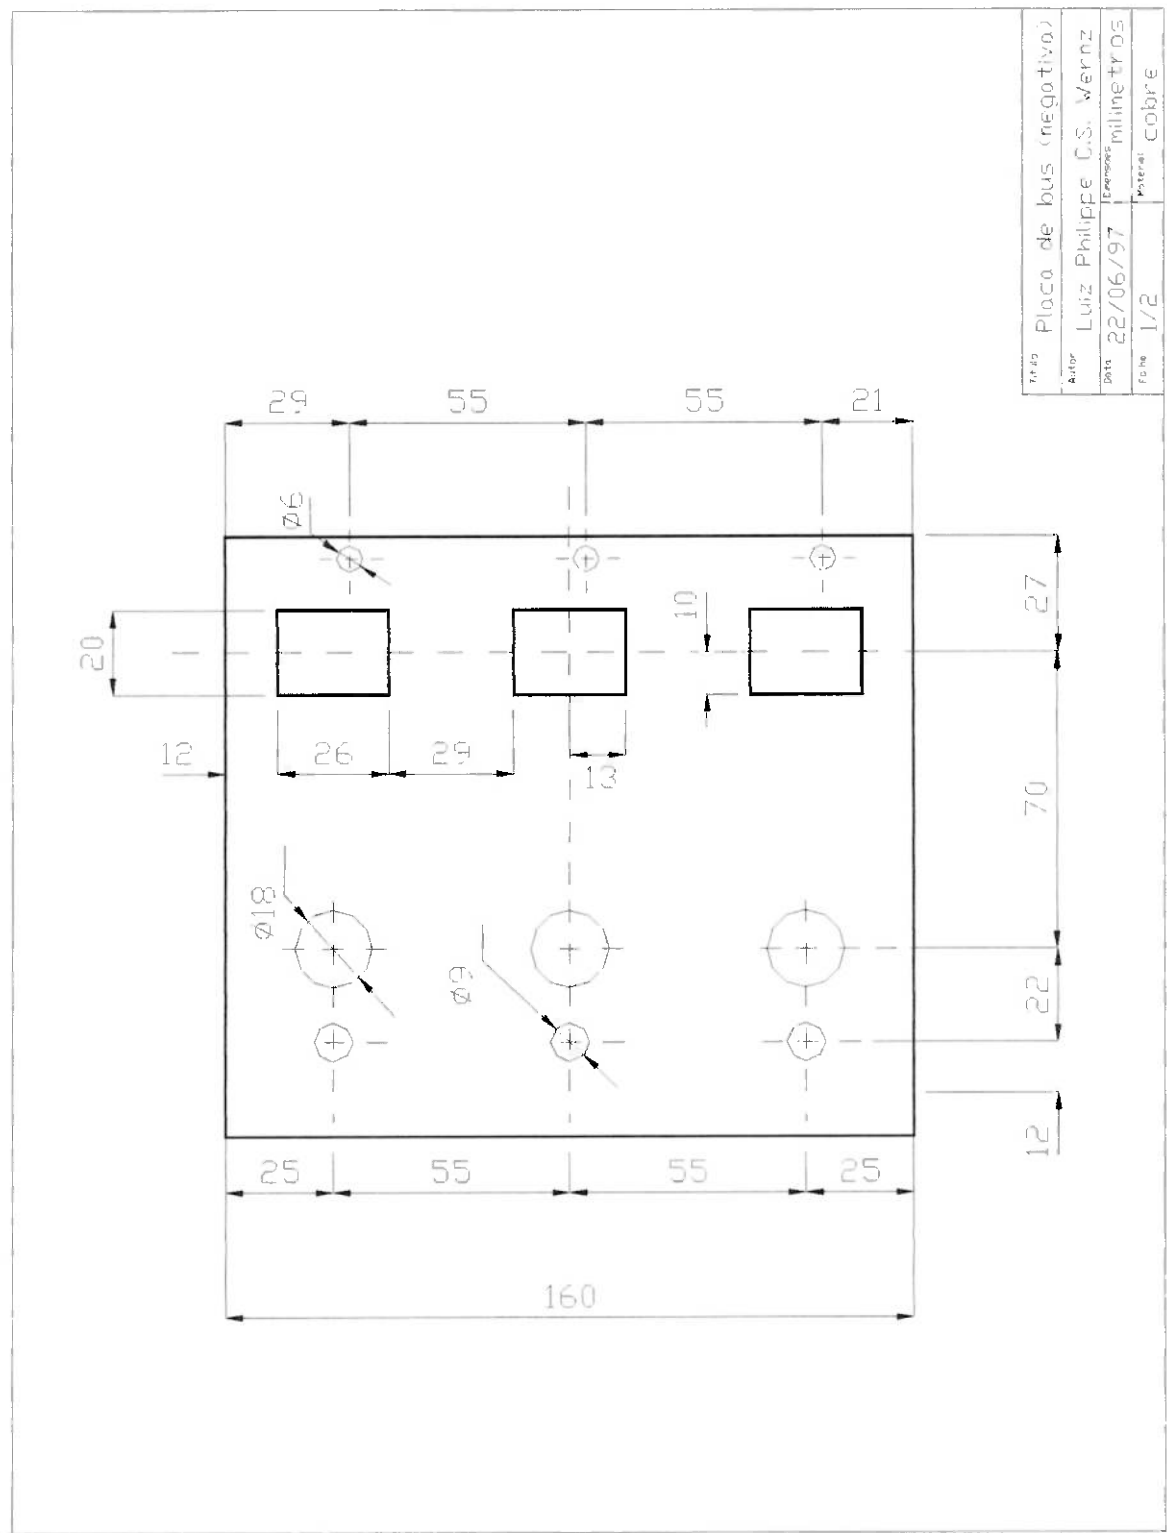 Título Placa de bus (negativa)
Autor Luiz Philippe C.S. Wernz
Data 22/06/97 Dimensões milímetros
Folha 1/2 Material cobre
29 55 55 21
Ø6
27
10
20
12 26 29 13
70
Ø18
Ø9
22
12
25 55 55 25
160